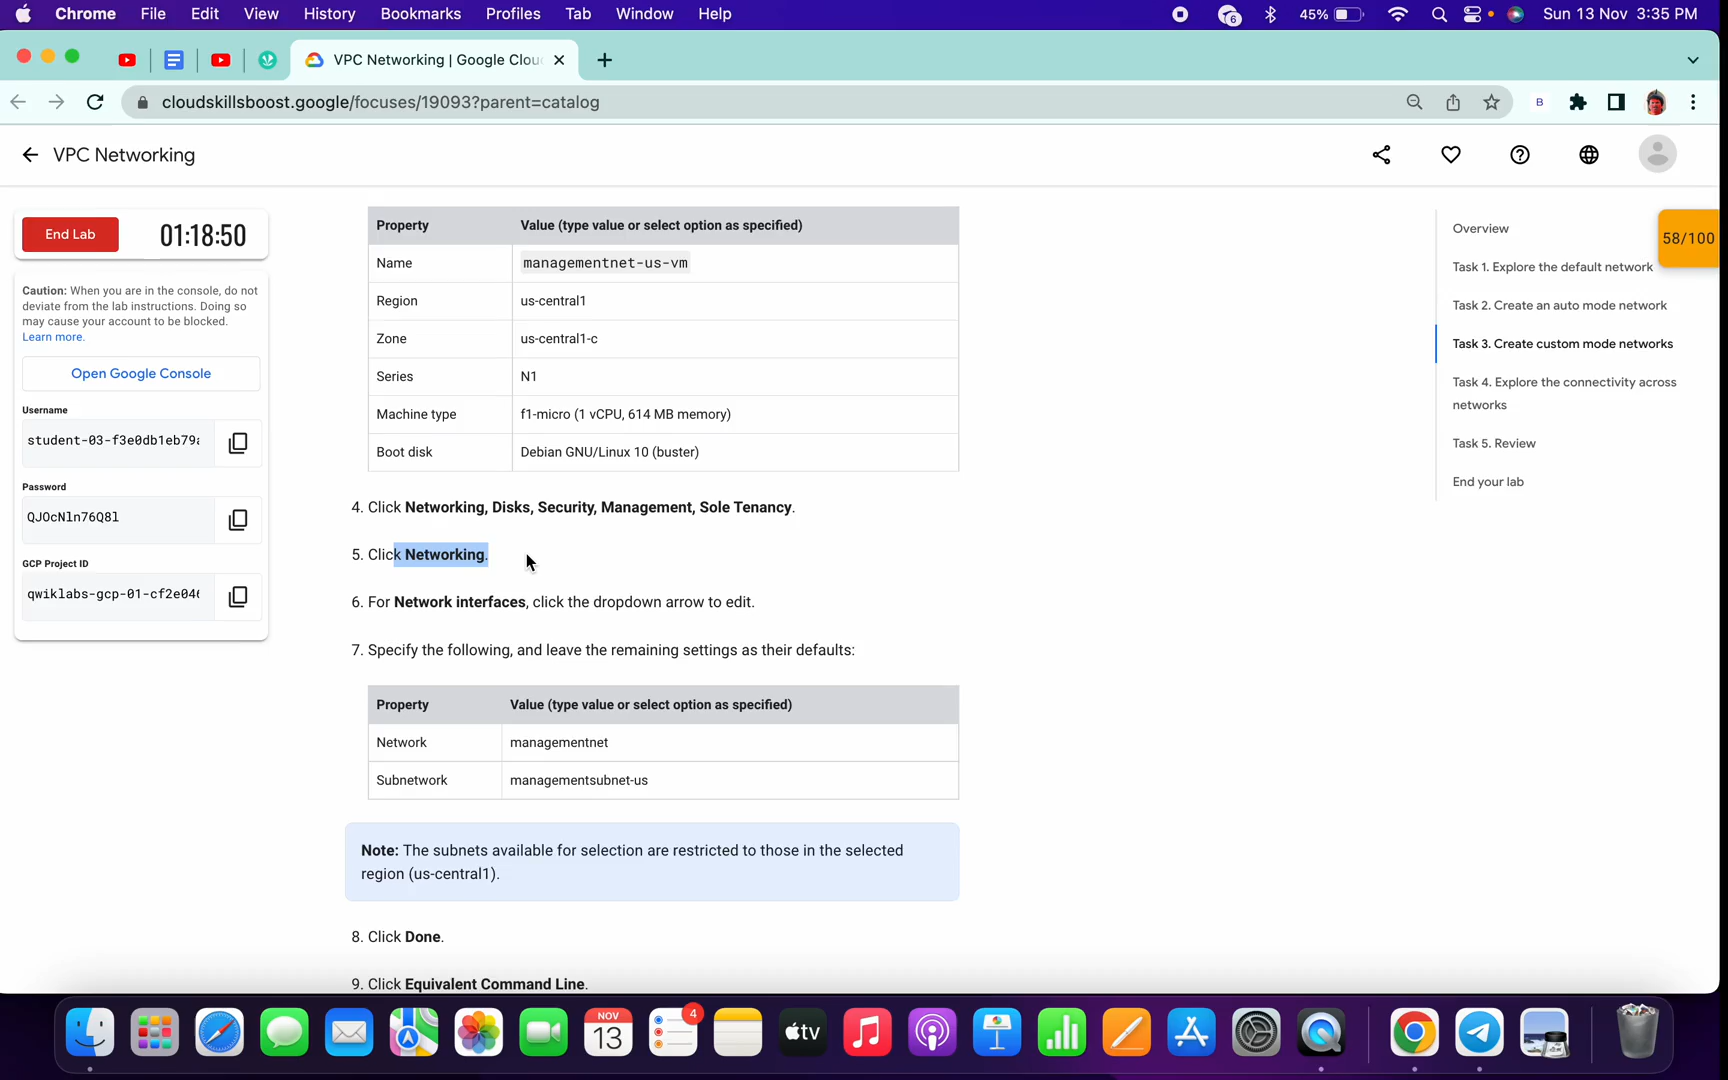 Chrome File Edit View History Bookmarks Profiles Tab Window Help 6 45% Sun 13 Nov 3:35 PM
VPC Networking | Google Clou
cloudskillsboost.google/focuses/19093?parent=catalog B
VPC Networking
End Lab 01:18:50
Caution: When you are in the console, do not
deviate from the lab instructions. Doing so
may cause your account to be blocked.
Learn more.
Open Google Console
Username
student-03-f3e0db1eb79
Password
QJOcNln76Q8l
GCP Project ID
qwiklabs-gcp-01-cf2e04
Property Value (type value or select option as specified)
Name managementnet-us-vm
Region us-central1
Zone us-central1-c
Series N1
Machine type f1-micro (1 vCPU, 614 MB memory)
Boot disk Debian GNU/Linux 10 (buster)
4. Click Networking, Disks, Security, Management, Sole Tenancy.
5. Click Networking.
6. For Network interfaces, click the dropdown arrow to edit.
7. Specify the following, and leave the remaining settings as their defaults:
Property Value (type value or select option as specified)
Network managementnet
Subnetwork managementsubnet-us
Note: The subnets available for selection are restricted to those in the selected
region (us-central1).
8. Click Done.
9. Click Equivalent Command Line.
Overview
58/100
Task 1. Explore the default network
Task 2. Create an auto mode network
Task 3. Create custom mode networks
Task 4. Explore the connectivity across
networks
Task 5. Review
End your lab
NOV
13
4
tv